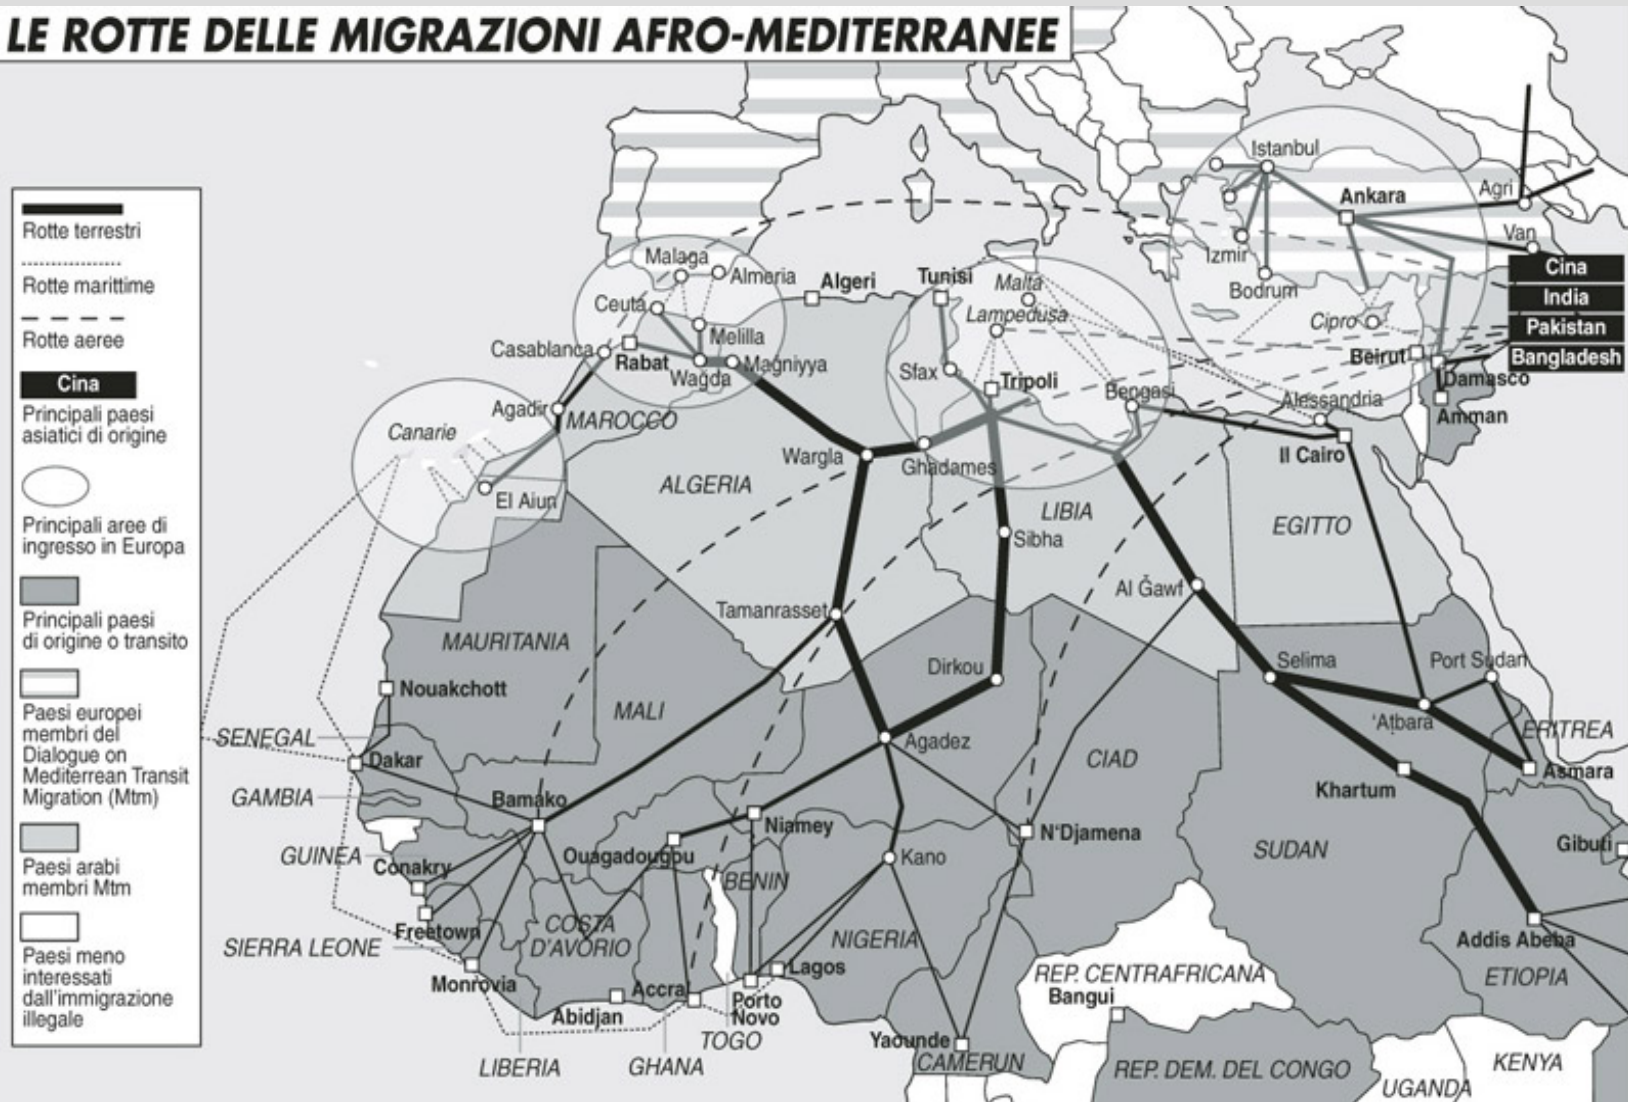 LE ROTTE DELLE MIGRAZIONI AFRO-MEDITERRANEE
Rotte terrestri
Rotte marittime
Rotte aeree
Cina
Principali paesi
asiatici di origine
Principali aree di
ingresso in Europa
Principali paesi
di origine o transito
Paesi europei
membri del
Dialogue on
Mediterrean Transit
Migration (Mtm)
Paesi arabi
membri Mtm
Paesi meno
interessati
dall'immigrazione
illegale
Istanbul
Ankara
Agri
Van
Izmir
Bodrum
Cipro
Cina
India
Pakistan
Bangladesh
Beirut
Damasco
Amman
Malaga
Almeria
Ceuta
Melilla
Casablanca
Rabat
Wağda
Mağniyya
Algeri
Tunisi
Malta
Lampedusa
Sfax
Tripoli
Bengasi
Alessandria
Il Cairo
Agadir
MAROCCO
Canarie
El Aiun
Wargla
Ghadames
ALGERIA
LIBIA
EGITTO
Sibha
Al Ğawf
Tamanrasset
MAURITANIA
Dirkou
Selima
Port Sudan
Nouakchott
MALI
'Aṭbara
ERITREA
SENEGAL
Dakar
Agadez
CIAD
Asmara
Khartum
GAMBIA
Bamako
Niamey
N'Djamena
Gibuti
GUINEA
Conakry
Ouagadougou
Kano
SUDAN
BENIN
Freetown
COSTA
D'AVORIO
NIGERIA
SIERRA LEONE
Addis Abeba
Monrovia
Lagos
REP. CENTRAFRICANA
ETIOPIA
Accra
Abidjan
Porto
Novo
Bangui
TOGO
Yaounde
LIBERIA
GHANA
CAMERUN
REP. DEM. DEL CONGO
UGANDA
KENYA